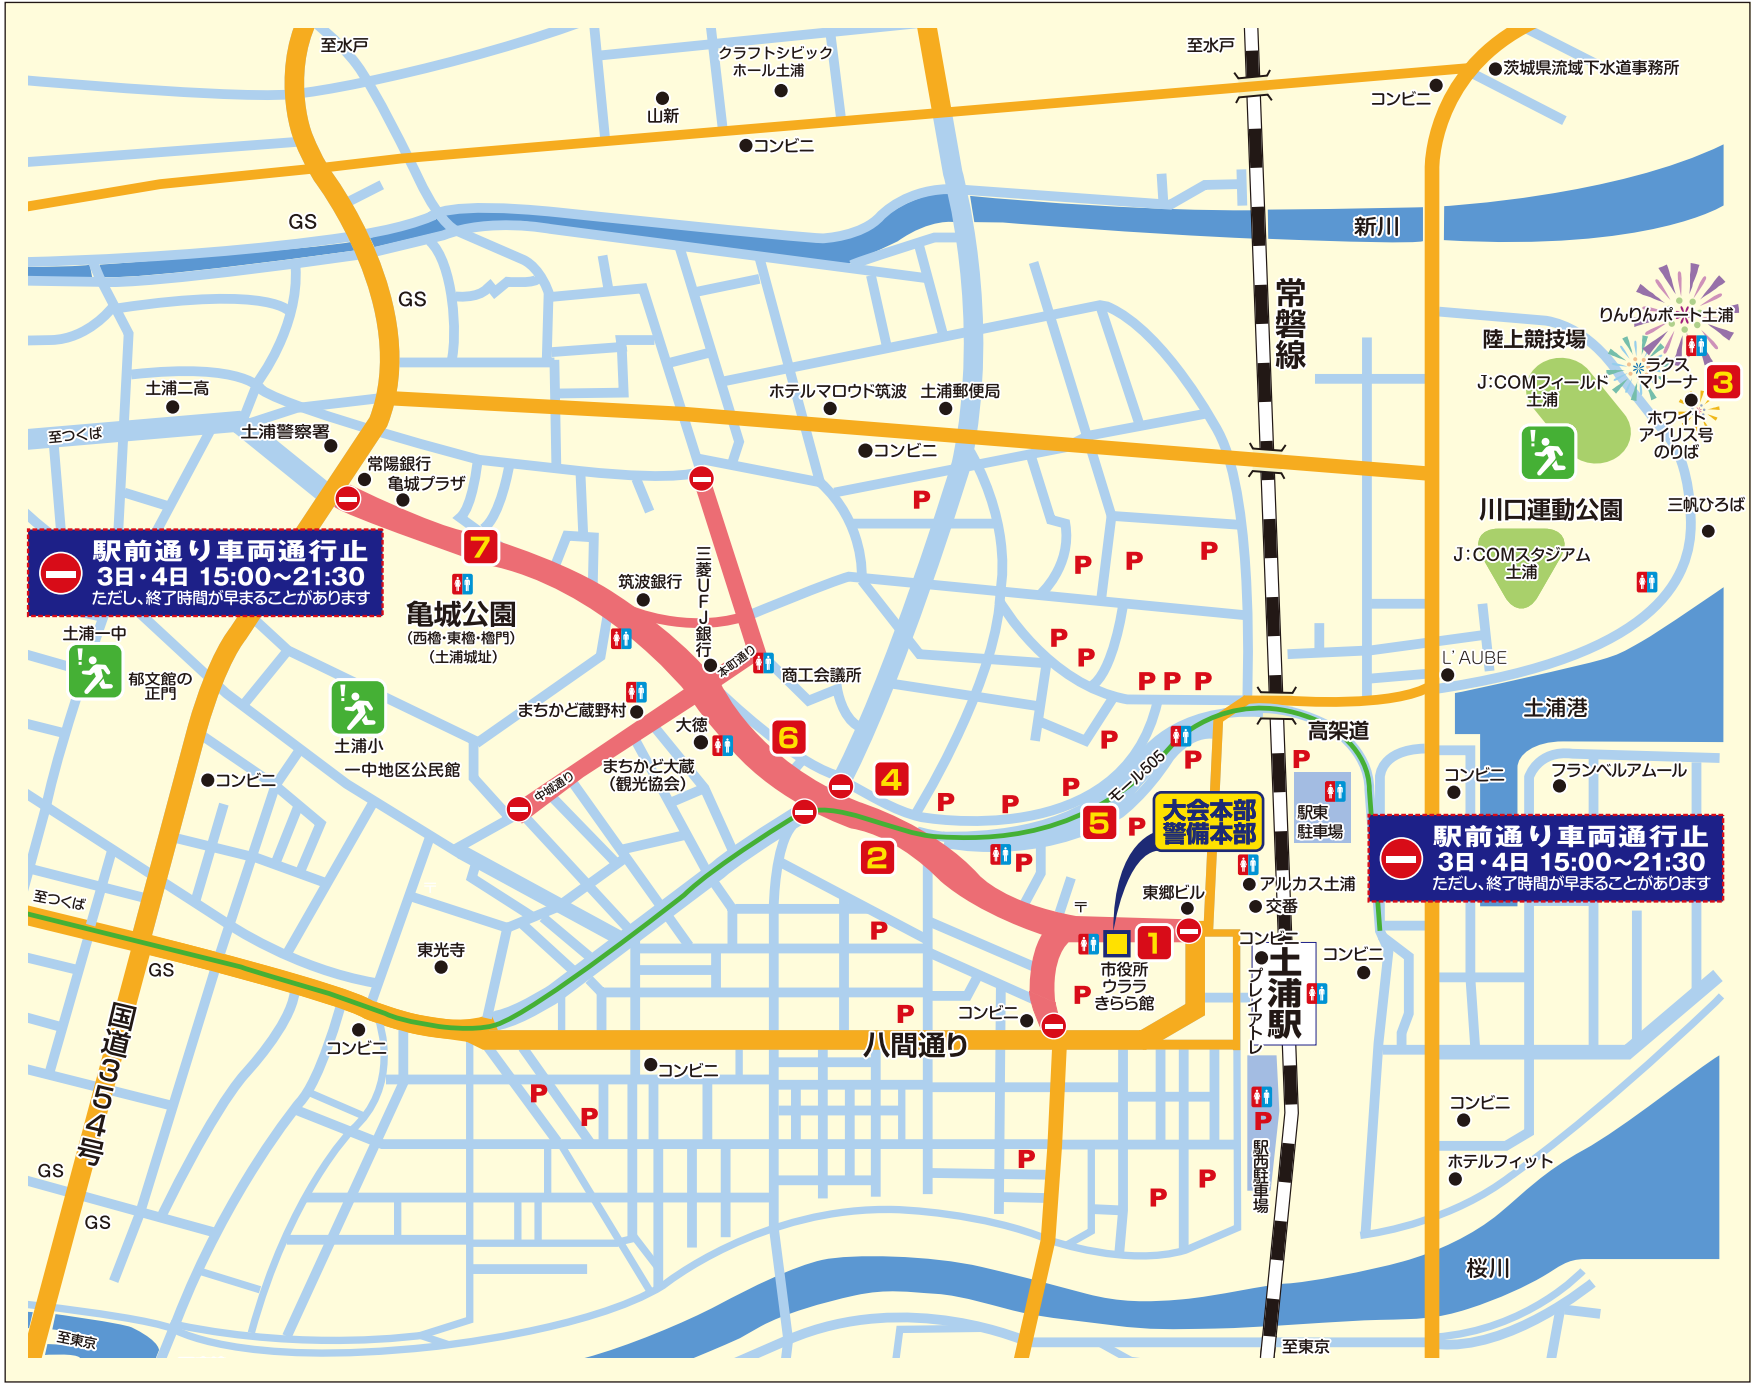 至水戸
クラフトシビック
ホール土浦
至水戸
茨城県流域下水道事務所
コンビニ
山新
コンビニ
GS
新川
GS
常磐線
りんりんポート土浦
陸上競技場
ラクス
マリーナ
3
J:COMフィールド
土浦
ホワイト
アイリス号
のりば
土浦二高
ホテルマロウド筑波
土浦郵便局
至つくば
土浦警察署
コンビニ
常陽銀行
亀城プラザ
P
川口運動公園
三帆ひろば
J:COMスタジアム
土浦
駅前通り車両通行止
3日・4日 15:00〜21:30
ただし、終了時間が早まることがあります
7
三菱UFJ銀行
筑波銀行
P
P
P
亀城公園
(西櫓・東櫓・櫓門)
(土浦城址)
土浦一中
郁文館の
正門
本町通り
商工会議所
P
P
P P P
L'AUBE
土浦港
まちかど蔵野村
土浦小
大徳
6
高架道
一中地区公民館
まちかど大蔵
(観光協会)
中城通り
コンビニ
4
モール505
P
P
P
P
P
P
コンビニ
フランベルアムール
5
P
大会本部
警備本部
駅東
駐車場
駅前通り車両通行止
3日・4日 15:00〜21:30
ただし、終了時間が早まることがあります
2
P
アルカス土浦
東郷ビル
交番
至つくば
〒
P
1
コンビニ
コンビニ
東光寺
GS
市役所
ウララ
きらら館
P
プレイアトレ
土浦駅
国道354号
P
コンビニ
八間通り
コンビニ
コンビニ
P
P
P
コンビニ
駅西駐車場
P
P
P
ホテルフィット
GS
GS
桜川
至東京
至東京